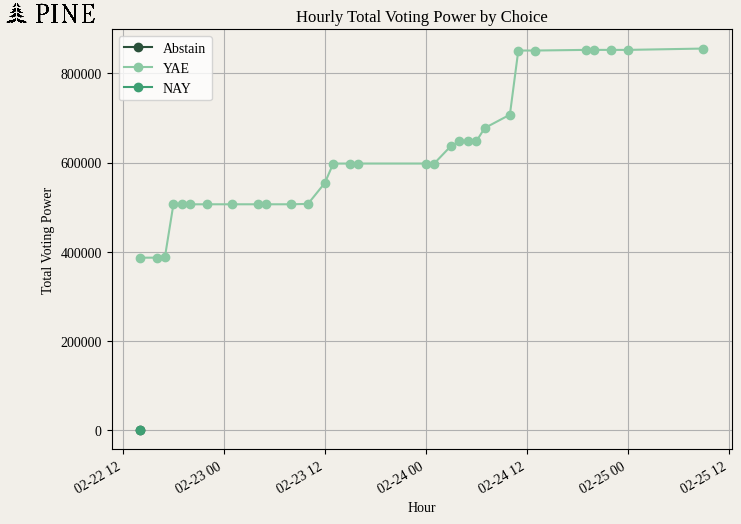 PINE
Hourly Total Voting Power by Choice
Abstain
YAE
NAY
800000
600000
400000
200000
0
Total Voting Power
02-22 12
02-23 00
02-23 12
02-24 00
02-24 12
02-25 00
02-25 12
Hour